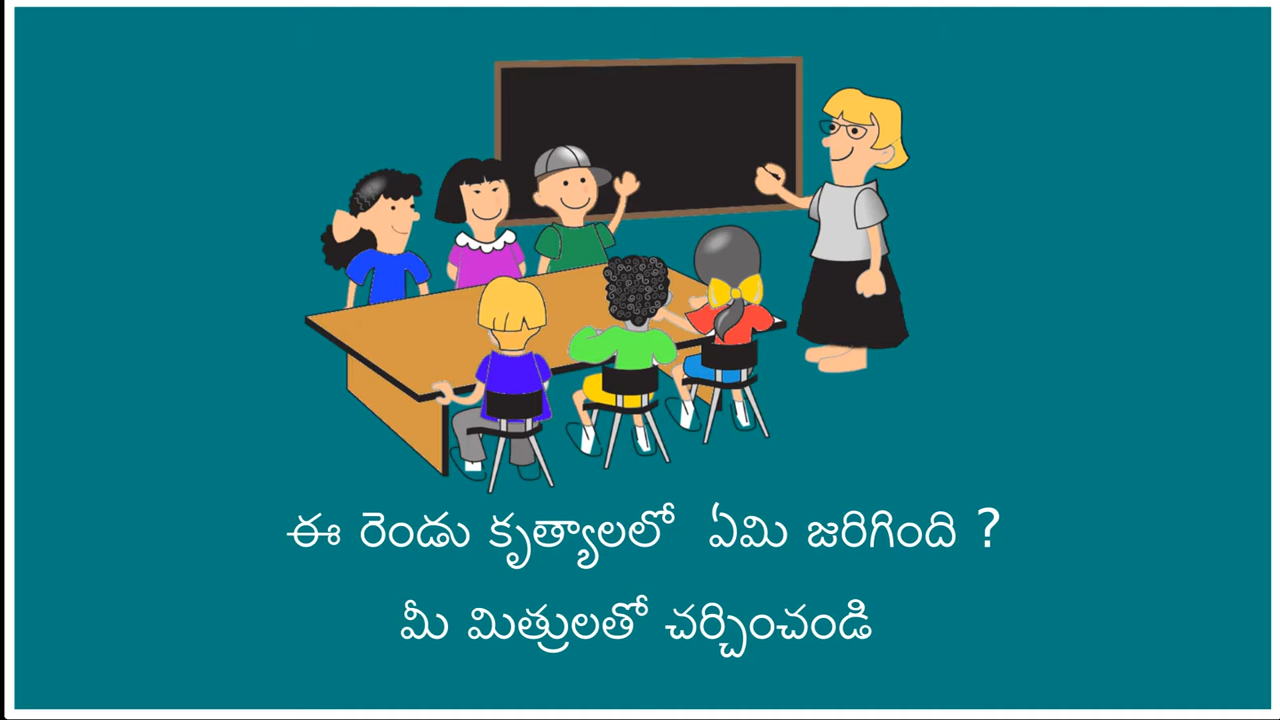 ఈ రెండు కృత్యాలలో ఏమి జరిగింది ?
మీ మిత్రులతో చర్చించండి